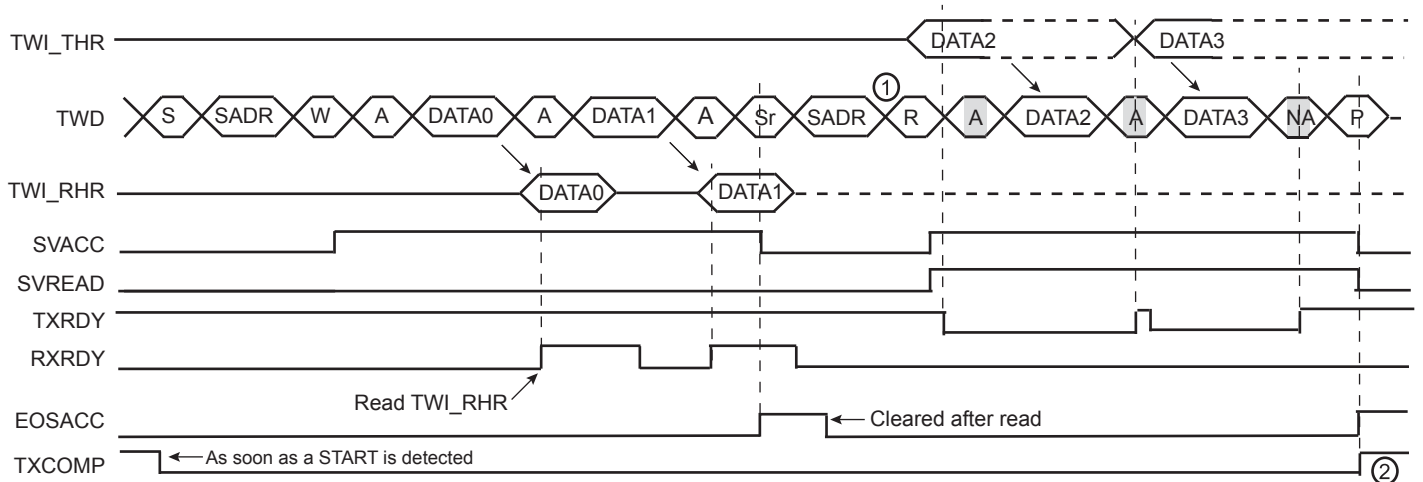 TWI_THR DATA2 DATA3
①
TWD S SADR W A DATA0 A DATA1 A Sr SADR R A DATA2 A DATA3 NA P
TWI_RHR DATA0 DATA1
SVACC
SVREAD
TXRDY
RXRDY
Read TWI_RHR
EOSACC Cleared after read
TXCOMP As soon as a START is detected ②